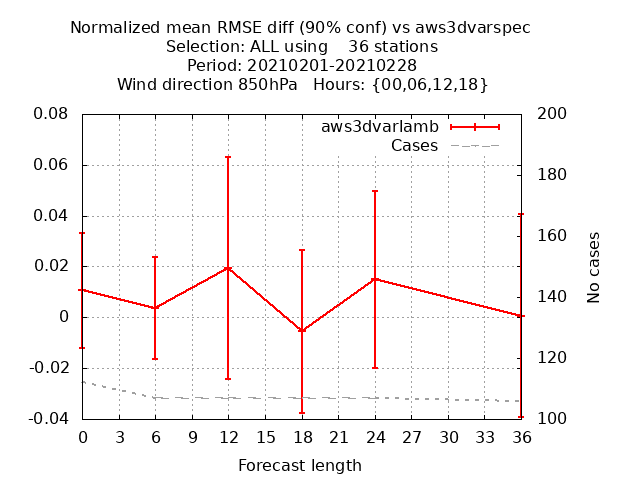 Normalized mean RMSE diff (90% conf) vs aws3dvarspec
Selection: ALL using    36 stations
Period: 20210201-20210228
Wind direction 850hPa   Hours: {00,06,12,18}
0.08
0.06
0.04
0.02
0
-0.02
-0.04
200
180
160
140
120
100
aws3dvarlamb
Cases
No cases
0 3 6 9 12 15 18 21 24 27 30 33 36
Forecast length